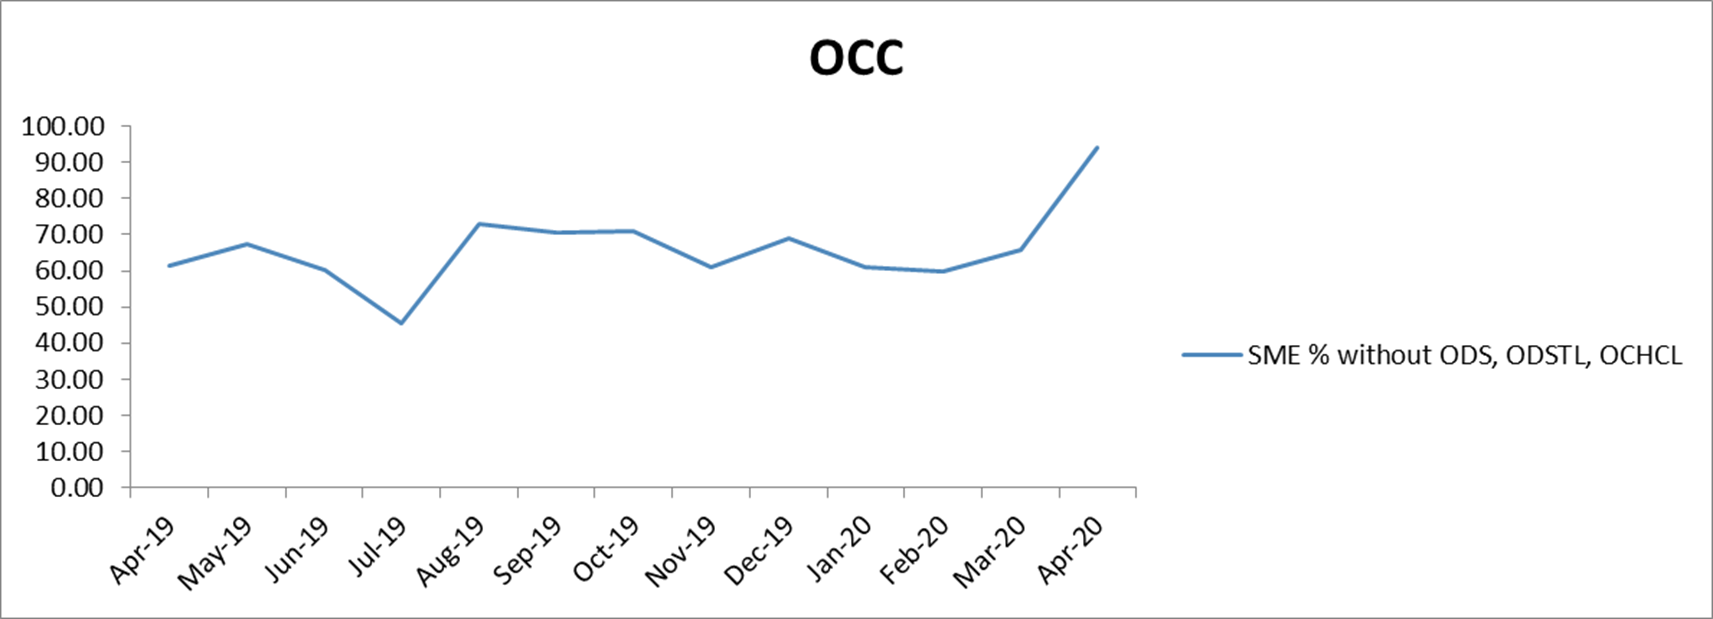 OCC
100.00
90.00
80.00
70.00
60.00
50.00
40.00
30.00
20.00
10.00
0.00
Apr-19
May-19
Jun-19
Jul-19
Aug-19
Sep-19
Oct-19
Nov-19
Dec-19
Jan-20
Feb-20
Mar-20
Apr-20
SME % without ODS, ODSTL, OCHCL